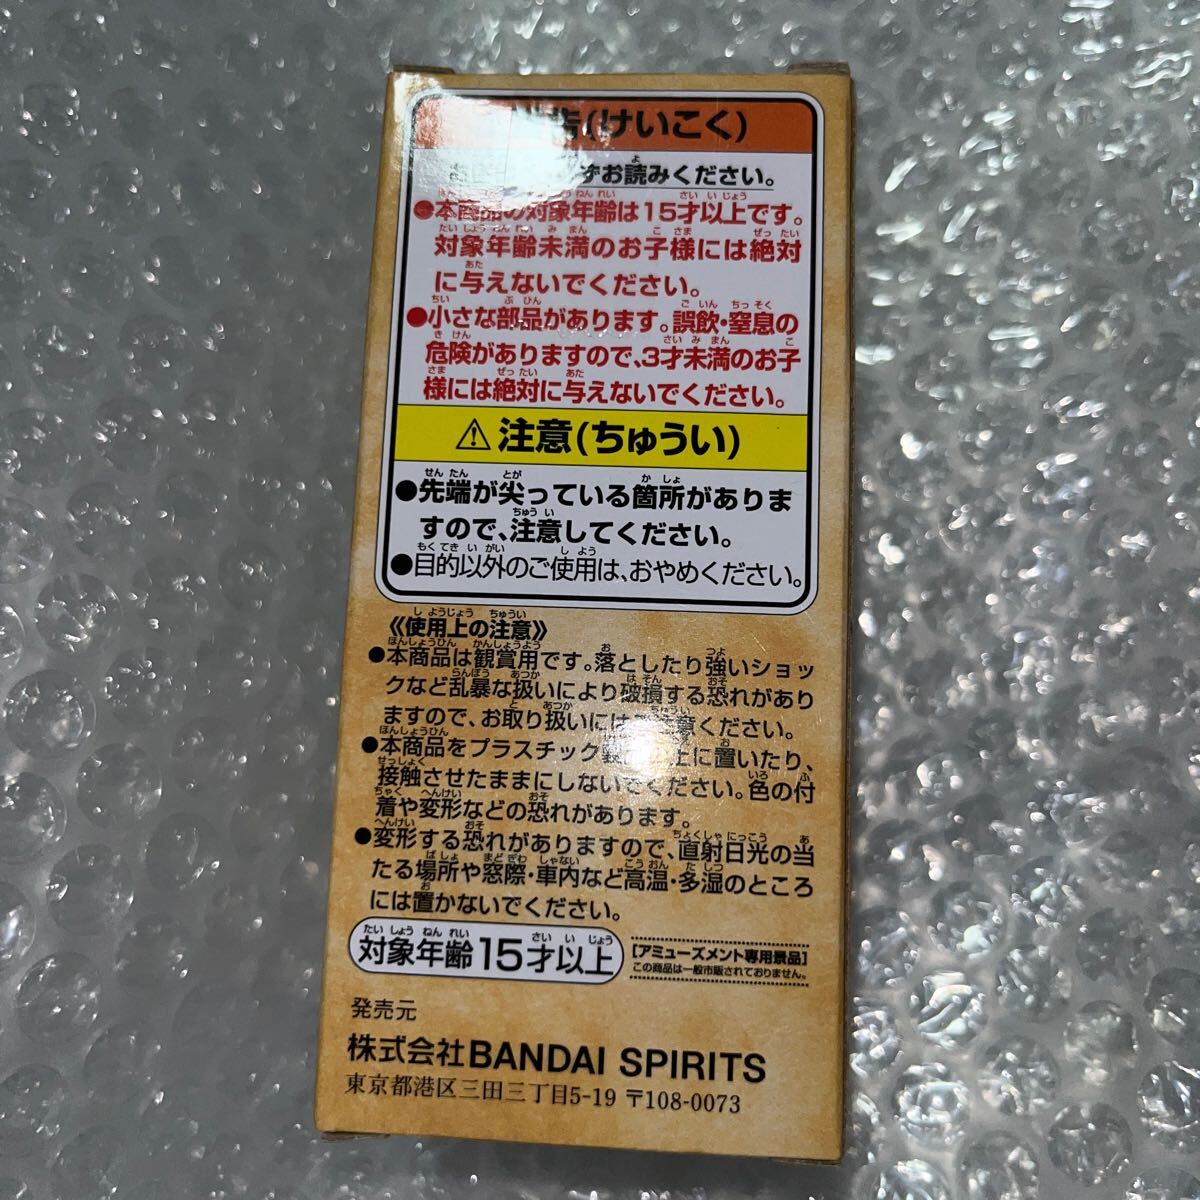 告(けいこく)
ずお読みください。
●本商品の対象年齢は15才以上です。
対象年齢未満のお子様には絶対
に与えないでください。
●小さな部品があります。誤飲・窒息の
危険がありますので、3才未満のお子
様には絶対に与えないでください。
⚠注意(ちゅうい)
●先端が尖っている箇所がありま
すので、注意してください。
●目的以外のご使用は、おやめください。
《使用上の注意》
●本商品は観賞用です。落としたり強いショッ
クなど乱暴な扱いにより破損する恐れがあり
ますので、お取り扱いにはご注意ください。
●本商品をプラスチック製 上に置いたり、
接触させたままにしないでください。色の付
着や変形などの恐れがあります。
●変形する恐れがありますので、直射日光の当
たる場所や窓際・車内など高温・多湿のところ
には置かないでください。
対象年齢15才以上
[アミューズメント専用景品]
この商品は一般市販されておりません。
発売元
株式会社BANDAI SPIRITS
東京都港区三田三丁目5-19 〒108-0073